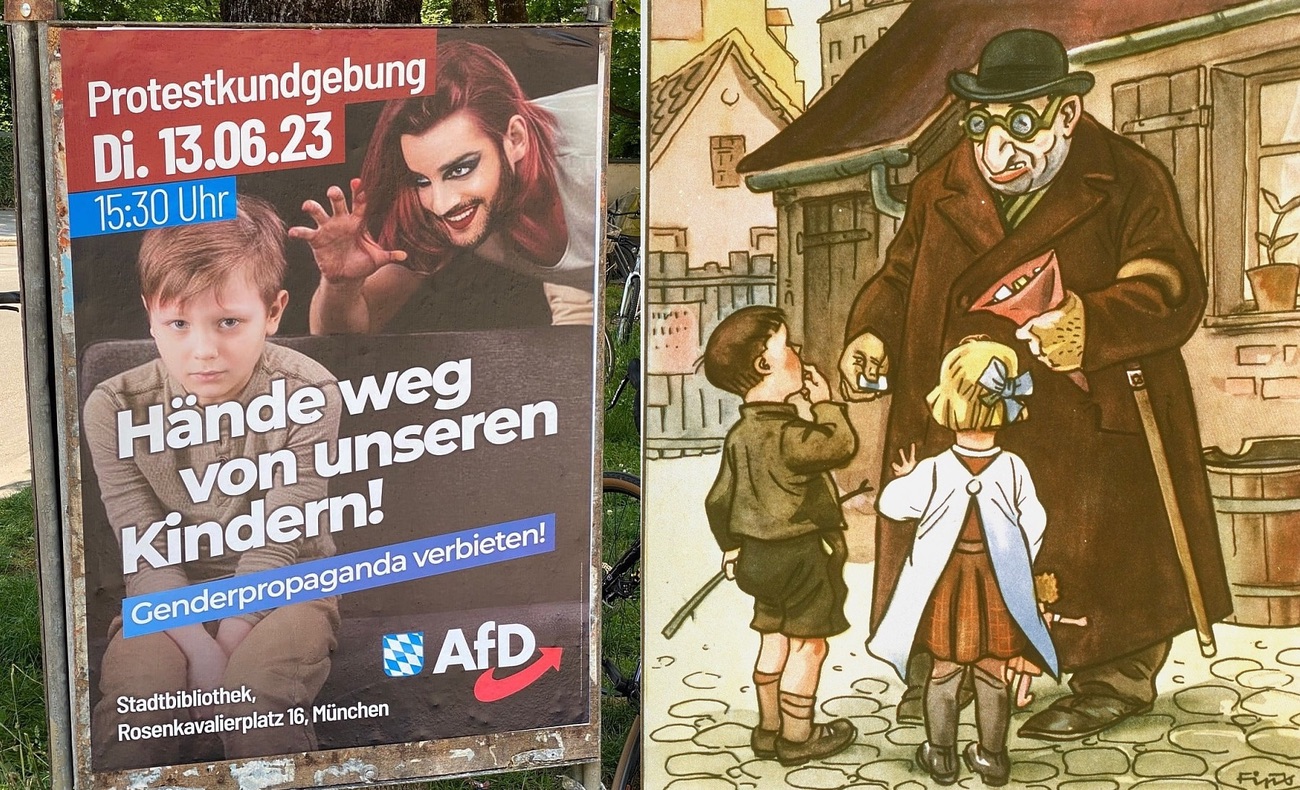 Protestkundgebung
Di. 13.06.23
15:30 Uhr
Hände weg
von unseren
Kindern!
Genderpropaganda verbieten!
AfD
Stadtbibliothek,
Rosenkavalierplatz 16, München
Fips